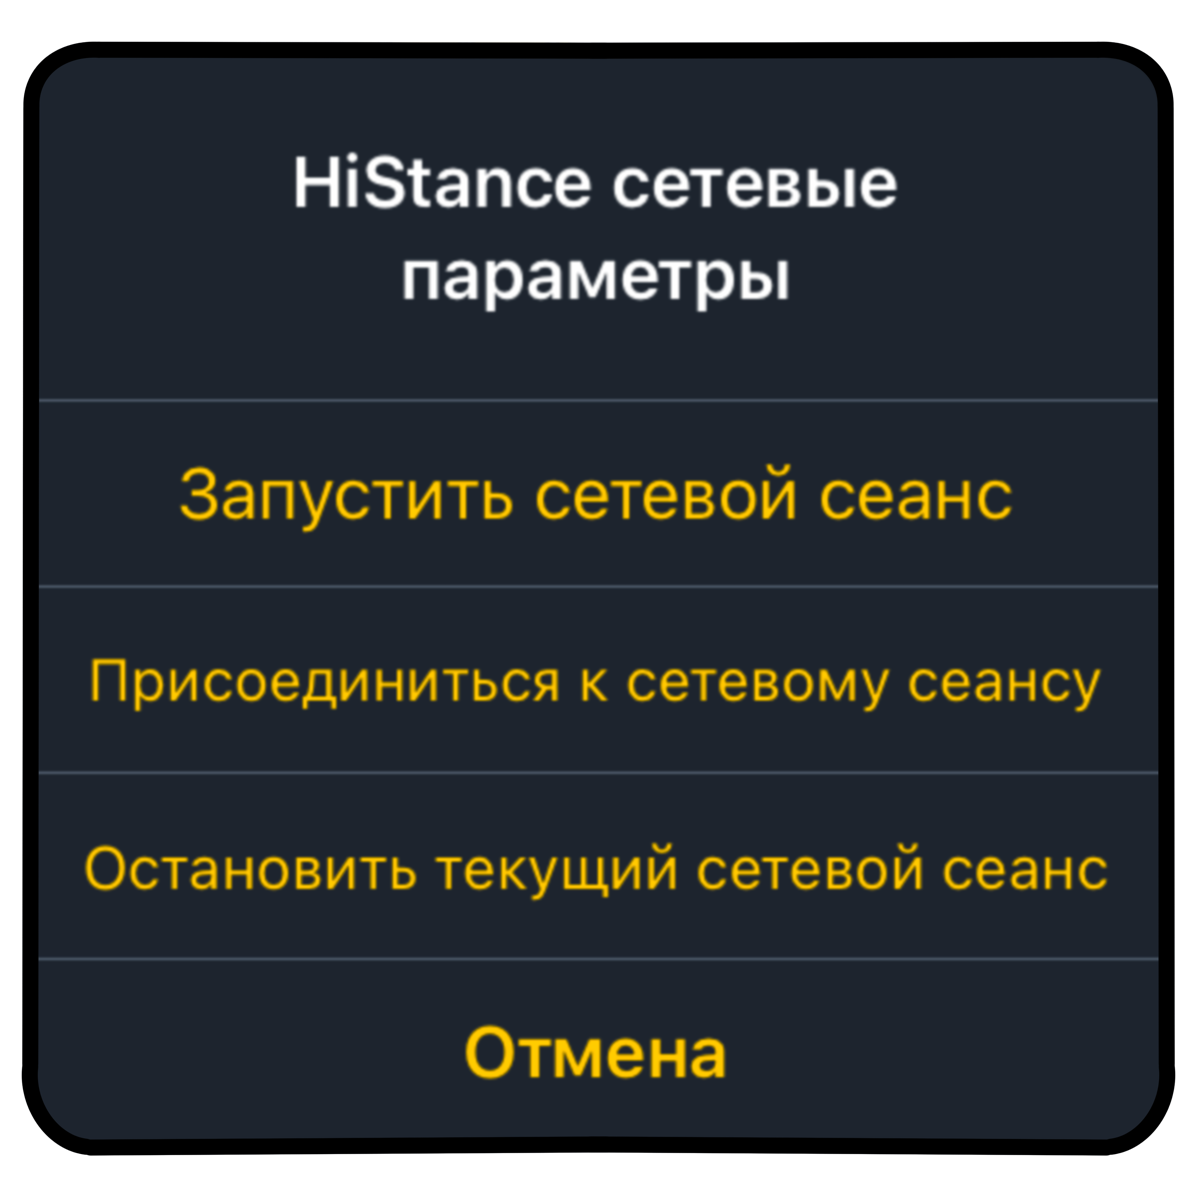 HiStance сетевые
параметры
Запустить сетевой сеанс
Присоединиться к сетевому сеансу
Остановить текущий сетевой сеанс
Отмена